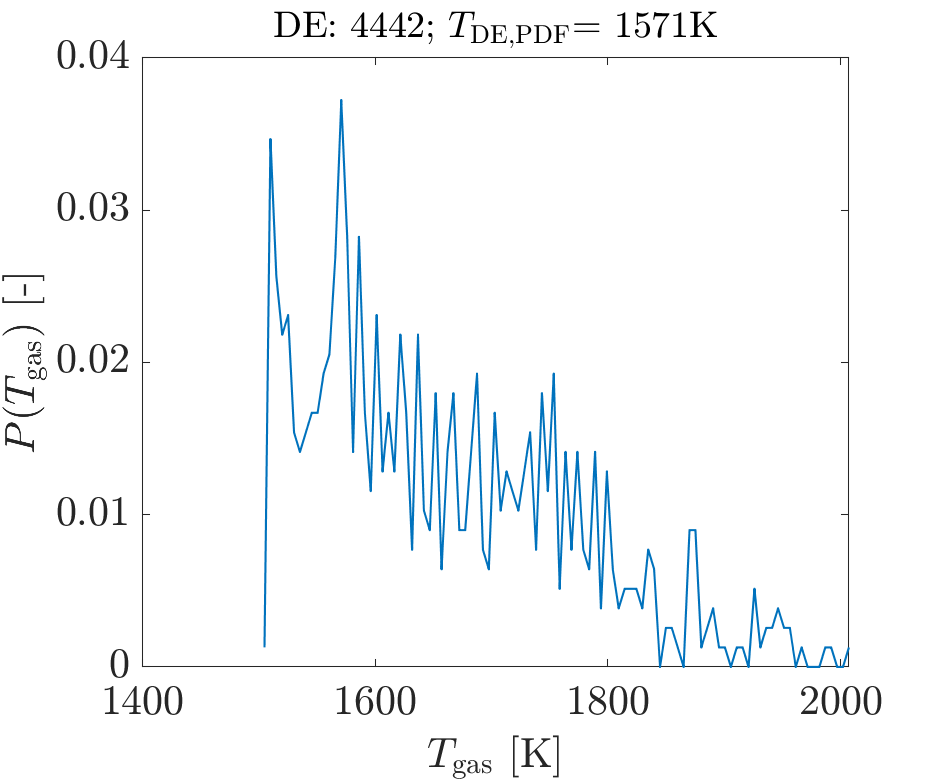 DE: 4442; T_DE,PDF= 1571K
0.04
0.03
0.02
0.01
0
P(T_gas) [-]
1400 1600 1800 2000
T_gas [K]